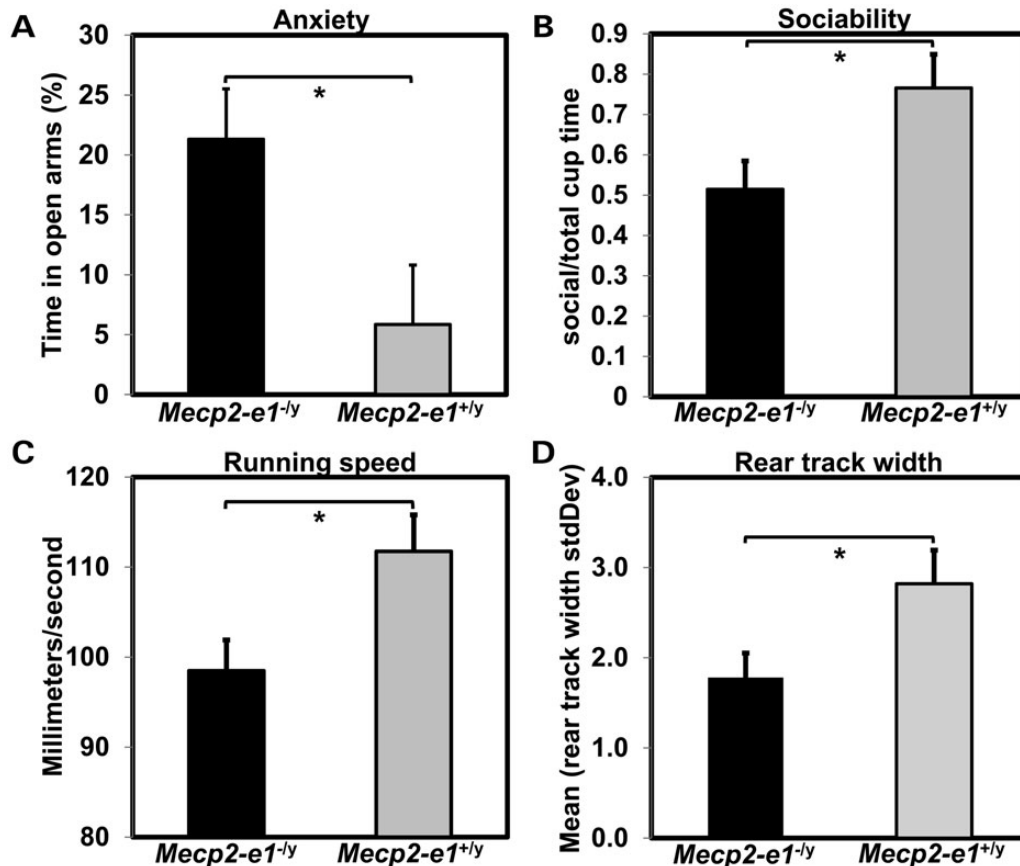 A
Anxiety
Time in open arms (%)
30
25
20
15
10
5
0
*
Mecp2-e1-/y
Mecp2-e1+/y
B
Sociability
social/total cup time
0.9
0.8
0.7
0.6
0.5
0.4
0.3
0.2
0.1
0
*
Mecp2-e1-/y
Mecp2-e1+/y
C
Running speed
Millimeters/second
120
110
100
90
80
*
Mecp2-e1-/y
Mecp2-e1+/y
D
Rear track width
Mean (rear track width stdDev)
4.0
3.0
2.0
1.0
0.0
*
Mecp2-e1-/y
Mecp2-e1+/y